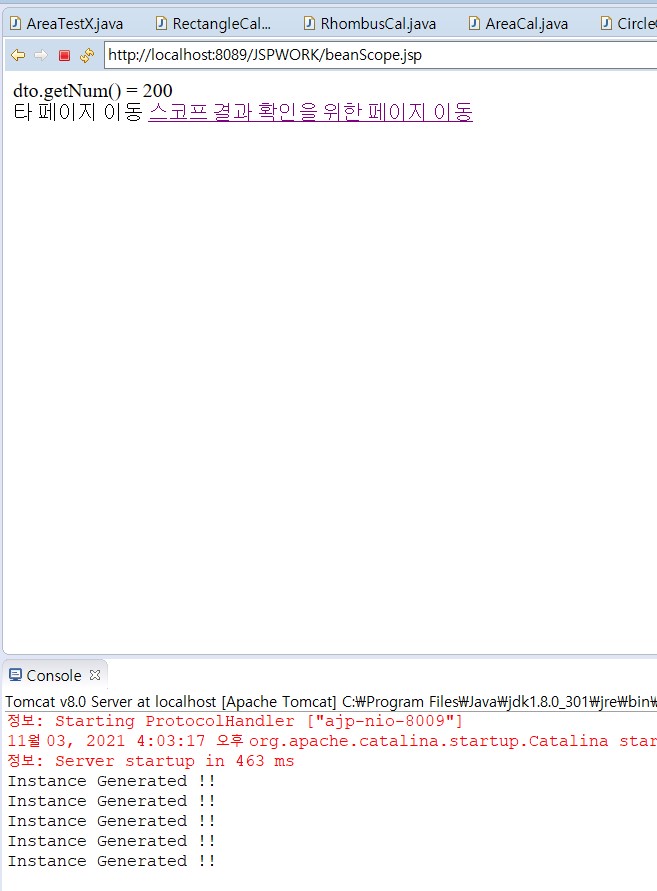 AreaTestX.java RectangleCal... RhombusCal.java AreaCal.java Circle
http://localhost:8089/JSPWORK/beanScope.jsp
dto.getNum() = 200
타 페이지 이동 스코프 결과 확인을 위한 페이지 이동
Console
Tomcat v8.0 Server at localhost [Apache Tomcat] C:₩Program Files₩Java₩jdk1.8.0_301₩jre₩bin₩
정보: Starting ProtocolHandler ["ajp-nio-8009"]
11월 03, 2021 4:03:17 오후 org.apache.catalina.startup.Catalina star
정보: Server startup in 463 ms
Instance Generated !!
Instance Generated !!
Instance Generated !!
Instance Generated !!
Instance Generated !!